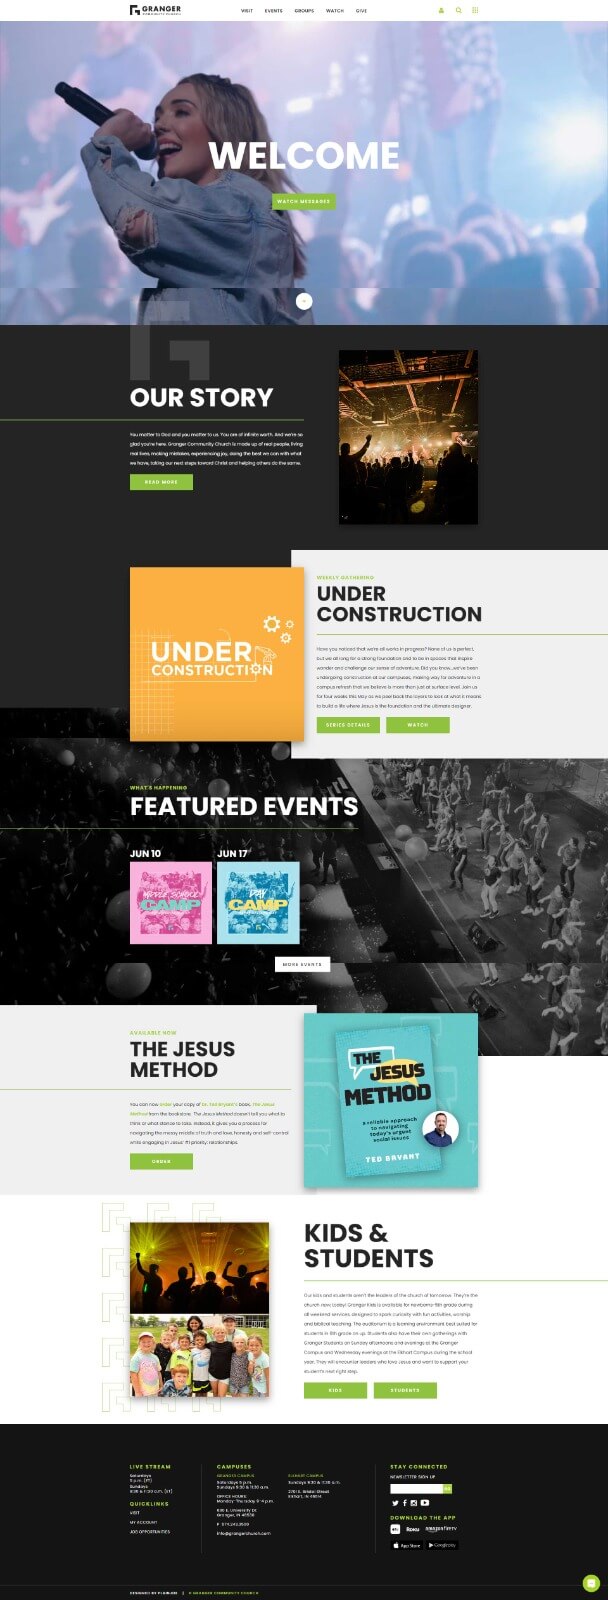 GRANGER
COMMUNITY CHURCH
VISIT EVENTS GROUPS WATCH GIVE
WELCOME
WATCH MESSAGES
OUR STORY
You matter to God and you matter to us. You are of infinite worth. And we're so
glad you're here. Granger Community Church is made up of real people, living
real lives, making mistakes, experiencing joy, doing the best we can with what
we have, taking our next steps toward Christ and helping others do the same.
READ MORE
UNDER
CONSTRUCTION
WEEKLY GATHERING
UNDER
CONSTRUCTION
Have you noticed that we're all works in progress? None of us is perfect,
but we all long for a strong foundation and to be in spaces that inspire
wonder and challenge our sense of adventure. Did you know...we've been
undergoing construction at our campuses, making way for adventure in a
campus refresh that we believe is more than just at surface level. Join us
for four weeks this May as we peel back the layers to look at what it means
to build a life where Jesus is the foundation and the ultimate designer.
SERIES DETAILS
WATCH
WHAT'S HAPPENING
FEATURED EVENTS
JUN 10
JUN 17
MIDDLE SCHOOL
CAMP
DAY
CAMP
MORE EVENTS
AVAILABLE NOW
THE JESUS
METHOD
You can now order your copy of Dr. Ted Bryant's book, The Jesus
Method from the bookstore. The Jesus Method doesn't tell you what to
think or what stance to take. Instead, it gives you a process for
navigating the messy middle of truth and love, honesty and self-control
while engaging in Jesus' #1 priority: relationships.
ORDER
THE
JESUS
METHOD
a reliable approach
to navigating
today's urgent
social issues
TED BRYANT
KIDS &
STUDENTS
Our kids and students aren't the leaders of the church of tomorrow. They're the
church now, today! Granger Kids is available for newborns-5th grade during
all weekend services, designed to spark curiosity with fun activities, worship
and biblical teaching. The auditorium is a learning environment best suited for
students in 6th grade on up. Students also have their own gatherings with
Granger Students on Sunday afternoons and evenings at the Granger
Campus and Wednesday evenings at the Elkhart Campus during the school
year. They will encounter leaders who love Jesus and want to support your
student's next right step.
KIDS
STUDENTS
LIVE STREAM
Saturdays
5 p.m. (ET)
Sundays
9:30 & 11:30 a.m. (ET)
QUICKLINKS
VISIT
MY ACCOUNT
JOB OPPORTUNITIES
CAMPUSES
GRANGER CAMPUS
Saturdays 5 p.m.
Sundays 9:30 & 11:30 a.m.
OFFICE HOURS:
Monday-Thursday 9-4 p.m.
630 E. University Dr.
Granger, IN 46530
info@grangerchurch.com
ELKHART CAMPUS
Sundays 9:30 & 11:30 a.m.
Elkhart, IN 46514
STAY CONNECTED
NEWSLETTER SIGN UP
GO
DOWNLOAD THE APP
Roku
amazon fireTV
App Store
Google play
DESIGNED BY PLAIN JOE | © GRANGER COMMUNITY CHURCH